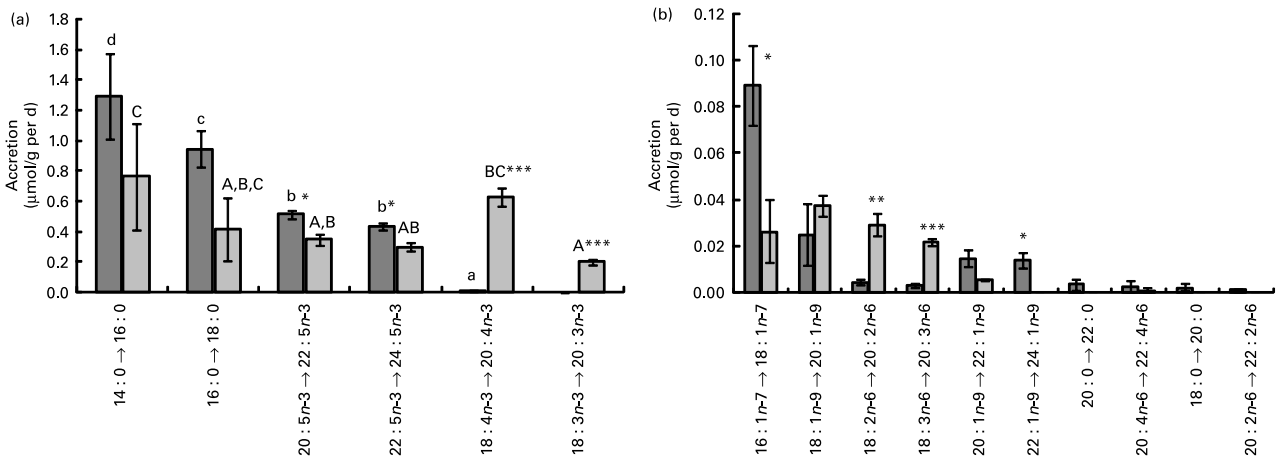 (a)
Accretion
(µmol/g per d)
1.8
1.6
1.4
1.2
1.0
0.8
0.6
0.4
0.2
0.0
d
C
c
A,B,C
b *
A,B
b*
AB
a
BC***
A***
14 : 0 → 16 : 0
16 : 0 → 18 : 0
20 : 5n-3 → 22 : 5n-3
22 : 5n-3 → 24 : 5n-3
18 : 4n-3 → 20 : 4n-3
18 : 3n-3 → 20 : 3n-3
(b)
Accretion
(µmol/g per d)
0.12
0.10
0.08
0.06
0.04
0.02
0.00
*
**
***
*
16 : 1n-7 → 18 : 1n-7
18 : 1n-9 → 20 : 1n-9
18 : 2n-6 → 20 : 2n-6
18 : 3n-6 → 20 : 3n-6
20 : 1n-9 → 22 : 1n-9
22 : 1n-9 → 24 : 1n-9
20 : 0 → 22 : 0
20 : 4n-6 → 22 : 4n-6
18 : 0 → 20 : 0
20 : 2n-6 → 22 : 2n-6